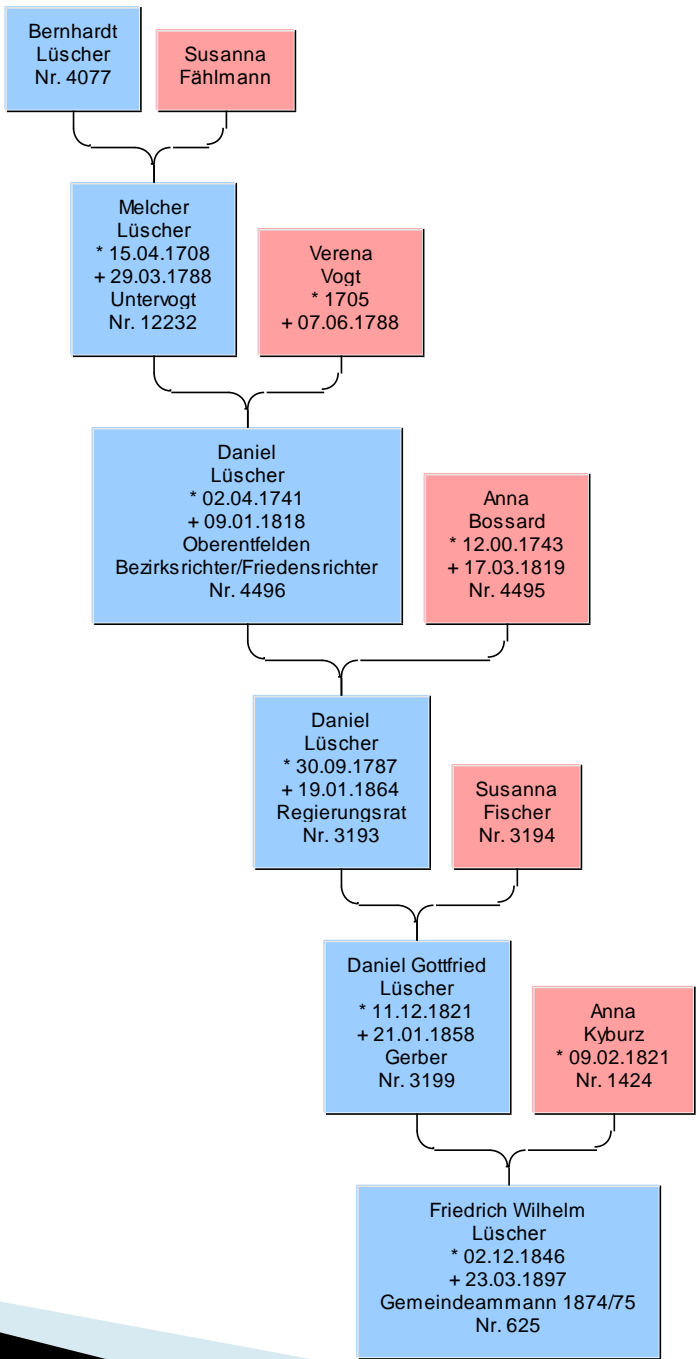 Bernhardt
Lüscher
Nr. 4077
Susanna
Fählmann
Melcher
Lüscher
* 15.04.1708
+ 29.03.1788
Untervogt
Nr. 12232
Verena
Vogt
* 1705
+ 07.06.1788
Daniel
Lüscher
* 02.04.1741
+ 09.01.1818
Oberentfelden
Bezirksrichter/Friedensrichter
Nr. 4496
Anna
Bossard
* 12.00.1743
+ 17.03.1819
Nr. 4495
Daniel
Lüscher
* 30.09.1787
+ 19.01.1864
Regierungsrat
Nr. 3193
Susanna
Fischer
Nr. 3194
Daniel Gottfried
Lüscher
* 11.12.1821
+ 21.01.1858
Gerber
Nr. 3199
Anna
Kyburz
* 09.02.1821
Nr. 1424
Friedrich Wilhelm
Lüscher
* 02.12.1846
+ 23.03.1897
Gemeindeammann 1874/75
Nr. 625